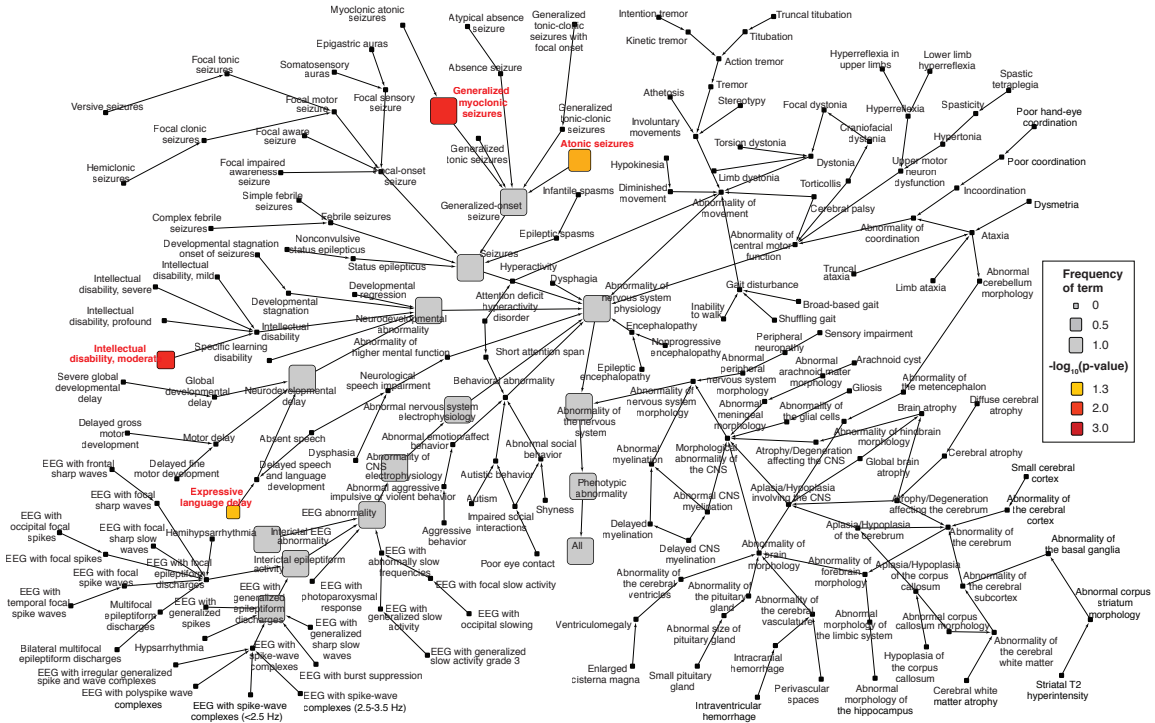 Myoclonic atonic
seizures
Atypical absence
seizure
Generalized
tonic-clonic
seizures with
focal onset
Intention tremor
Truncal titubation
Kinetic tremor
Titubation
Epigastric auras
Focal tonic
seizures
Somatosensory
auras
Absence seizure
Action tremor
Hyperreflexia in
upper limbs
Lower limb
hyperreflexia
Spastic
tetraplegia
Versive seizures
Focal motor
seizure
Focal sensory
seizure
Generalized
myoclonic
seizures
Generalized
tonic-clonic
seizures
Athetosis
Tremor
Stereotypy
Focal dystonia
Hyperreflexia
Spasticity
Poor hand-eye
coordination
Focal clonic
seizures
Focal aware
seizure
Generalized
tonic seizures
Atonic seizures
Involuntary
movements
Torsion dystonia
Craniofacial
dystonia
Hypertonia
Hemiclonic
seizures
Focal impaired
awareness
seizure
Focal-onset
seizure
Hypokinesia
Limb dystonia
Dystonia
Upper motor
neuron
dysfunction
Poor coordination
Simple febrile
seizures
Generalized-onset
seizure
Infantile spasms
Diminished
movement
Abnormality of
movement
Torticollis
Cerebral palsy
Incoordination
Dysmetria
Complex febrile
seizures
Febrile seizures
Epileptic spasms
Abnormality of
central motor
function
Abnormality of
coordination
Ataxia
Developmental stagnation
onset of seizures
Nonconvulsive
status epilepticus
Status epilepticus
Seizures
Hyperactivity
Dysphagia
Truncal
ataxia
Limb ataxia
Abnormal
cerebellum
morphology
Intellectual
disability, mild
Intellectual
disability, severe
Developmental
regression
Developmental
stagnation
Attention deficit
hyperactivity
disorder
Abnormality of
nervous system
physiology
Gait disturbance
Inability
to walk
Broad-based gait
Shuffling gait
Intellectual
disability, profound
Intellectual
disability
Neurodevelopmental
abnormality
Encephalopathy
Nonprogressive
encephalopathy
Peripheral
neuropathy
Sensory impairment
Intellectual
disability, moderat
Specific learning
disability
Abnormality of
higher mental function
Short attention span
Epileptic
encephalopathy
Abnormal
peripheral
nervous system
morphology
Abnormal
arachnoid mater
morphology
Arachnoid cyst
Severe global
developmental
delay
Global
developmental
delay
Neurodevelopmental
delay
Neurological
speech impairment
Behavioral abnormality
Abnormality of
nervous system
morphology
Gliosis
Abnormality of
the metencephalon
Abnormal nervous system
electrophysiology
Abnormality of
the nervous
system
Abnormal
meningeal
morphology
Abnormality of
the glial cells
Brain atrophy
Diffuse cerebral
atrophy
Delayed gross
motor
development
Motor delay
Absent speech
Dysphasia
Abnormal emotion/affect
behavior
Abnormal social
behavior
Abnormal
myelination
Morphological
abnormality of
the CNS
Atrophy/Degeneration
affecting the CNS
Abnormality of hindbrain
morphology
EEG with frontal
sharp waves
Delayed fine
motor development
Delayed speech
and language
development
Abnormality of
CNS
electrophysiology
Autistic behavior
Global brain
atrophy
Cerebral atrophy
Small cerebral
cortex
EEG with focal
sharp waves
Expressive
language delay
Abnormal aggressive
impulsive or violent behavior
Autism
Shyness
Phenotypic
abnormality
Abnormal CNS
myelination
Aplasia/Hypoplasia
involving the CNS
Atrophy/Degeneration
affecting the cerebrum
Abnormality of
the cerebral
cortex
EEG with
occipital focal
spikes
EEG with focal
sharp slow
waves
Hemihypsarrhythmia
EEG abnormality
Interictal EEG
abnormality
Aggressive
behavior
Impaired social
interactions
Delayed
myelination
Delayed CNS
myelination
Aplasia/Hypoplasia
of the cerebrum
Abnormality of
the cerebrum
Abnormality of
the basal ganglia
EEG with focal spikes
EEG with focal
epileptiform
discharges
Interictal epileptiform
activity
EEG with
abnormally slow
frequencies
Poor eye contact
All
Abnormality of
brain
morphology
Abnormality of
forebrain
morphology
Aplasia/Hypoplasia
of the corpus
callosum
EEG with focal
spike waves
EEG with
generalized
epileptiform
discharges
EEG with
photoparoxysmal
response
EEG with focal slow activity
Abnormality of
the cerebral
ventricles
Abnormality of
the pituitary
gland
Abnormality of
the cerebral
subcortex
Abnormal corpus
striatum
morphology
EEG with
temporal focal
spike waves
Multifocal
epileptiform
discharges
EEG with
generalized
spikes
EEG with
generalized
sharp slow
waves
EEG with
generalized slow
activity
EEG with
occipital slowing
Ventriculomegaly
Abnormal size of
pituitary gland
Abnormality of
the cerebral
vasculature
Abnormal
morphology of
the limbic system
Abnormal corpus
callosum morphology
Abnormality of
the cerebral
white matter
Bilateral multifocal
epileptiform discharges
Hypsarrhythmia
EEG with
spike-wave
complexes
EEG with generalized
slow activity grade 3
Enlarged
cisterna magna
Small pituitary
gland
Intracranial
hemorrhage
Hypoplasia of
the corpus
callosum
EEG with irregular generalized
spike and wave complexes
EEG with burst suppression
Perivascular
spaces
Abnormal
morphology of
the hippocampus
Cerebral white
matter atrophy
Striatal T2
hyperintensity
EEG with polyspike wave
complexes
EEG with spike-wave
complexes (<2.5 Hz)
EEG with spike-wave
complexes (2.5-3.5 Hz)
Intraventricular
hemorrhage
Frequency
of term
0
0.5
1.0
-log10(p-value)
1.3
2.0
3.0